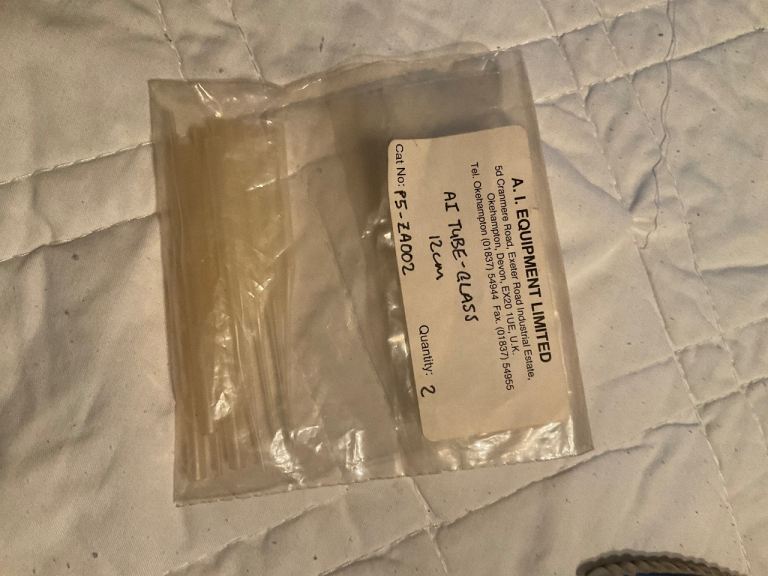 A. I. EQUIPMENT LIMITED
5d Cranmere Road, Exeter Road Industrial Estate,
Okehampton, Devon, EX20 1UE, U.K.
Tel. Okehampton (01837) 54944 Fax. (01837) 54955
AI TUBE-GLASS
12cm
Cat No: P5-ZA002 Quantity: 2